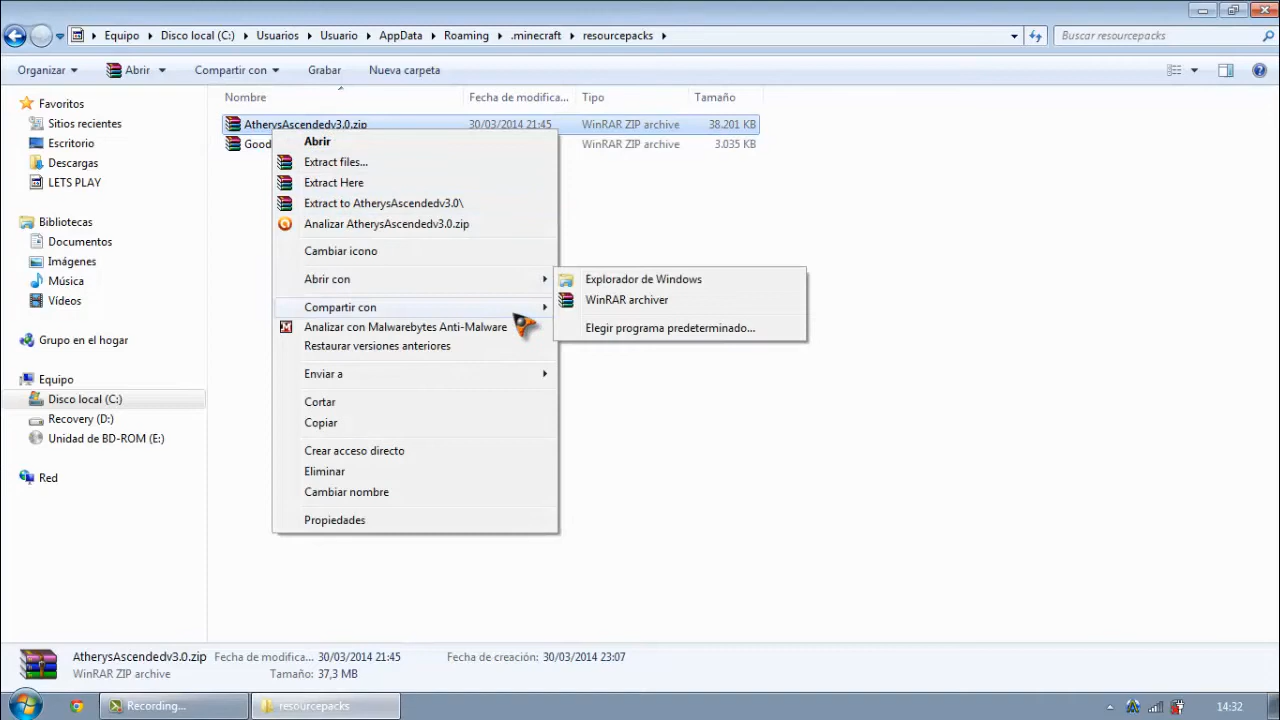 Equipo ▸ Disco local (C:) ▸ Usuarios ▸ Usuario ▸ AppData ▸ Roaming ▸ .minecraft ▸ resourcepacks ▸
Buscar resourcepacks
Organizar Abrir Compartir con Grabar Nueva carpeta
Nombre Fecha de modifica... Tipo Tamaño
Favoritos
Sitios recientes
Escritorio
Descargas
LETS PLAY
Bibliotecas
Documentos
Imágenes
Música
Vídeos
Grupo en el hogar
Equipo
Disco local (C:)
Recovery (D:)
Unidad de BD-ROM (E:)
Red
AtherysAscendedv3.0.zip 30/03/2014 21:45 WinRAR ZIP archive 38.201 KB
Good WinRAR ZIP archive 3.035 KB
Abrir
Extract files...
Extract Here
Extract to AtherysAscendedv3.0\
Analizar AtherysAscendedv3.0.zip
Cambiar icono
Abrir con
Compartir con
Analizar con Malwarebytes Anti-Malware
Restaurar versiones anteriores
Enviar a
Cortar
Copiar
Crear acceso directo
Eliminar
Cambiar nombre
Propiedades
Explorador de Windows
WinRAR archiver
Elegir programa predeterminado...
AtherysAscendedv3.0.zip Fecha de modifica... 30/03/2014 21:45 Fecha de creación: 30/03/2014 23:07
WinRAR ZIP archive Tamaño: 37,3 MB
Recording... resourcepacks 14:32